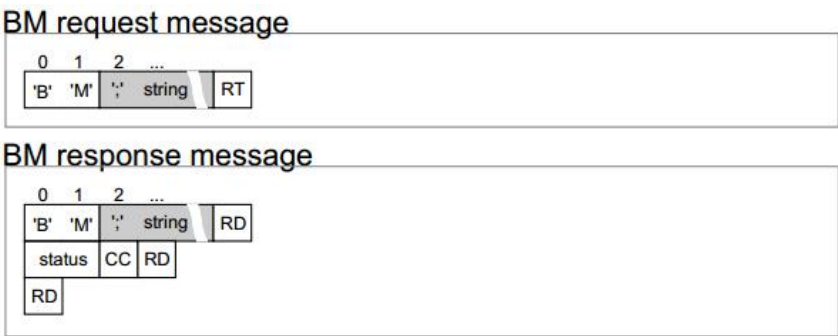 BM request message
0 1 2 ...
'B' 'M' ';' string RT
BM response message
0 1 2 ...
'B' 'M' ';' string RD
status CC RD
RD